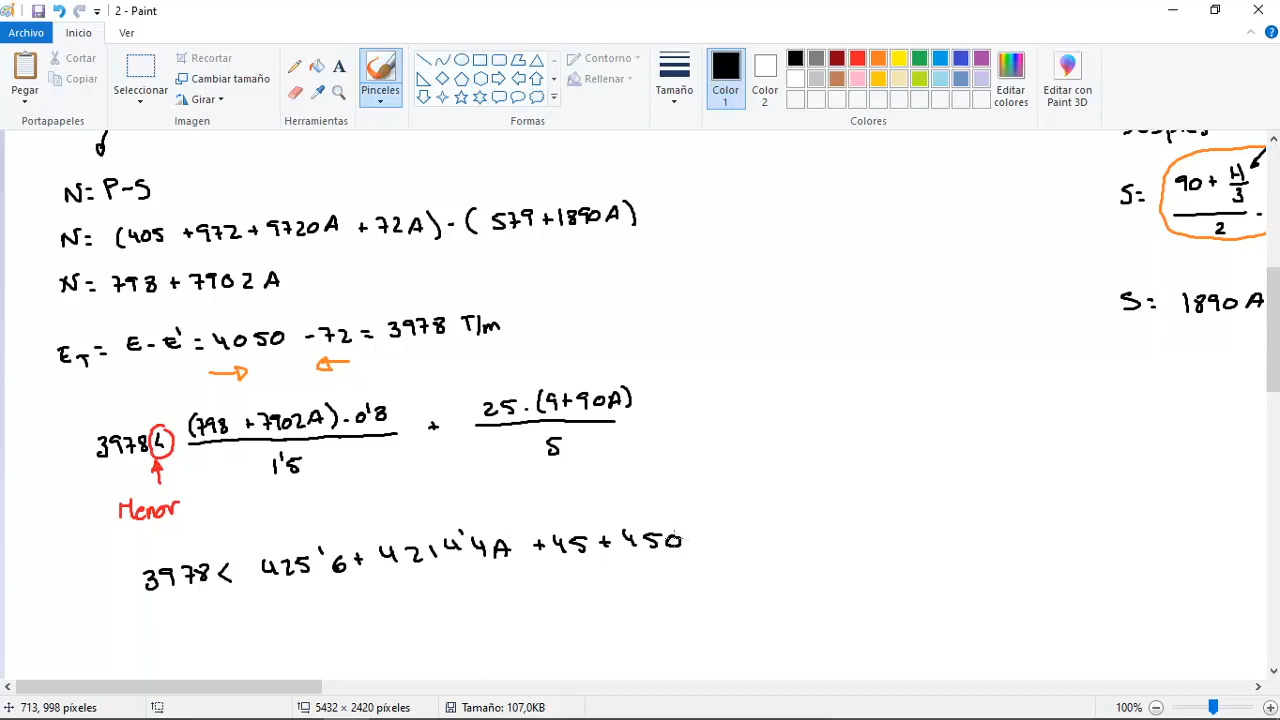 2 - Paint
Archivo Inicio Ver
Pegar
Cortar
Copiar
Portapapeles
Seleccionar
Recortar
Cambiar tamaño
Girar
Imagen
Herramientas
Pinceles
Contorno
Rellenar
Formas
Tamaño
Color 1
Color 2
Editar colores
Editar con Paint 3D
Colores
N= P-S
N= (405 +972 +9720A +72A) - (579+1890A)
N= 798 + 7902 A
E_T = E - E' = 4050 - 72 = 3978 T/m
3978 < (798 +7902A) · 0'8 / 1'5 + 25 · (9+90A) / 5
Menor
3978 < 425'6 + 4214'4A + 45 + 450
S= 90 + H/3 / 2 -
S= 1890 A
713, 998 píxeles
5432 × 2420 píxeles
Tamaño: 107,0KB
100%